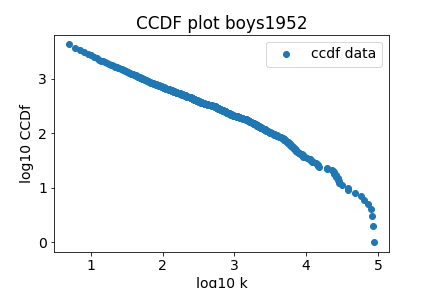 CCDF plot boys1952
ccdf data
log10 CCDf
3
2
1
0
1 2 3 4 5
log10 k